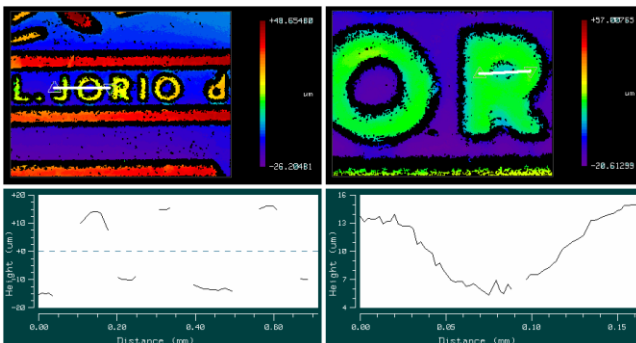 +48.65480
um
-26.20481
L. JORIO d
+57.00765
um
-20.61299
OR
+20
+10
+0
-10
-20
Height (um)
0.00
0.20
0.40
0.60
Distance (mm)
16
13
10
7
4
Height (um)
0.00
0.05
0.10
0.15
Distance (mm)